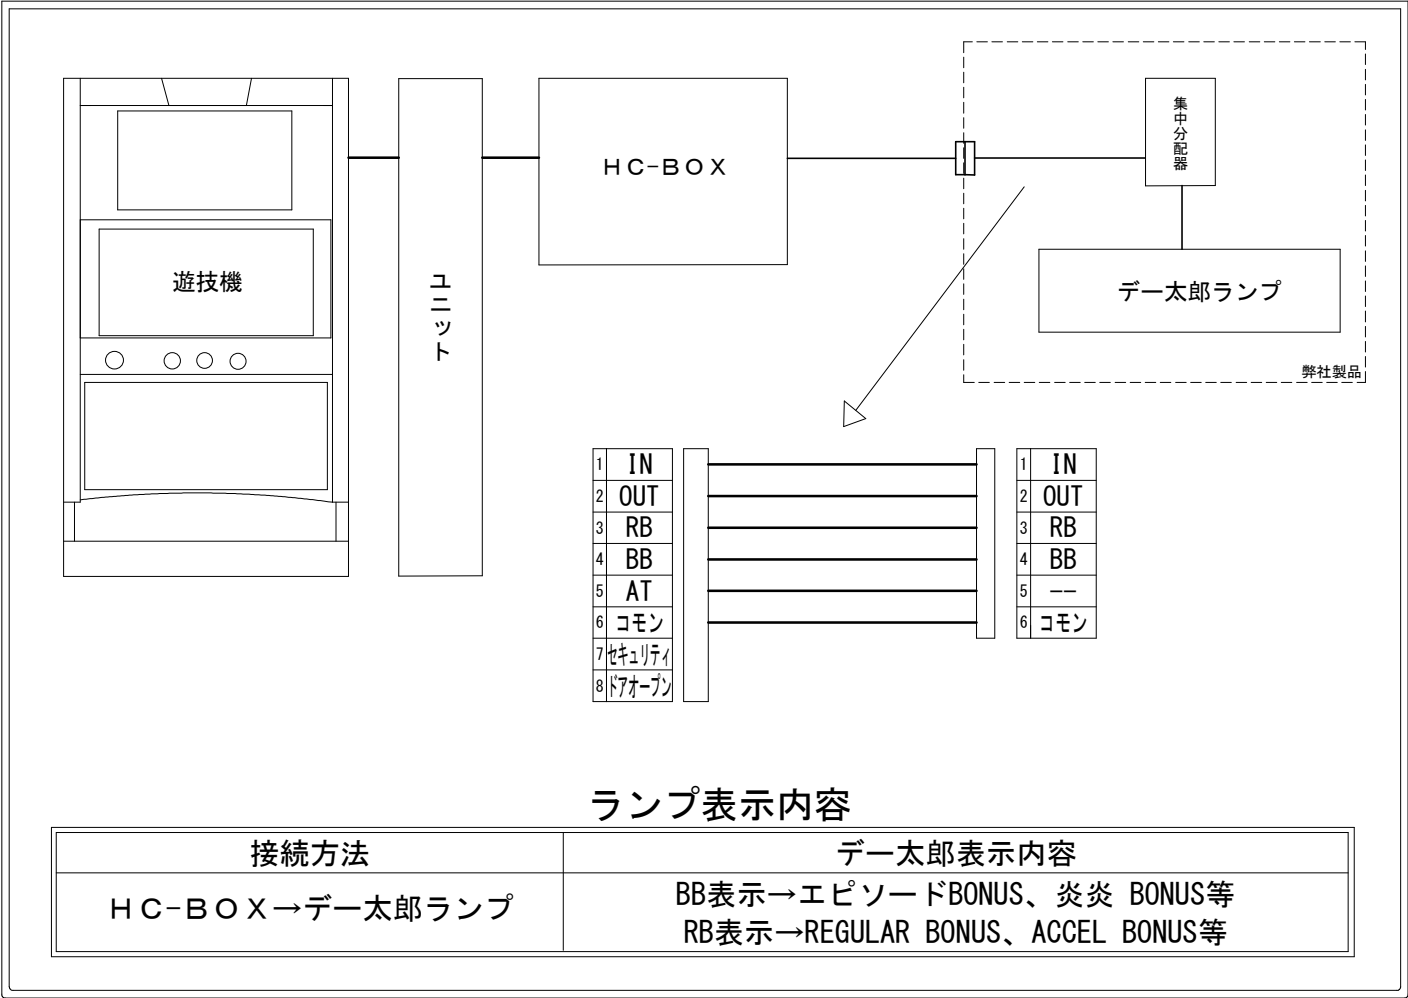 遊技機
ユニット
HC-BOX
集中分配器
デー太郎ランプ
弊社製品
1 IN
2 OUT
3 RB
4 BB
5 AT
6 コモン
7 セキュリティ
8 ドアオープン
1 IN
2 OUT
3 RB
4 BB
5 --
6 コモン
ランプ表示内容
接続方法 デー太郎表示内容
HC-BOX→デー太郎ランプ
BB表示→エピソードBONUS、炎炎 BONUS等
RB表示→REGULAR BONUS、ACCEL BONUS等